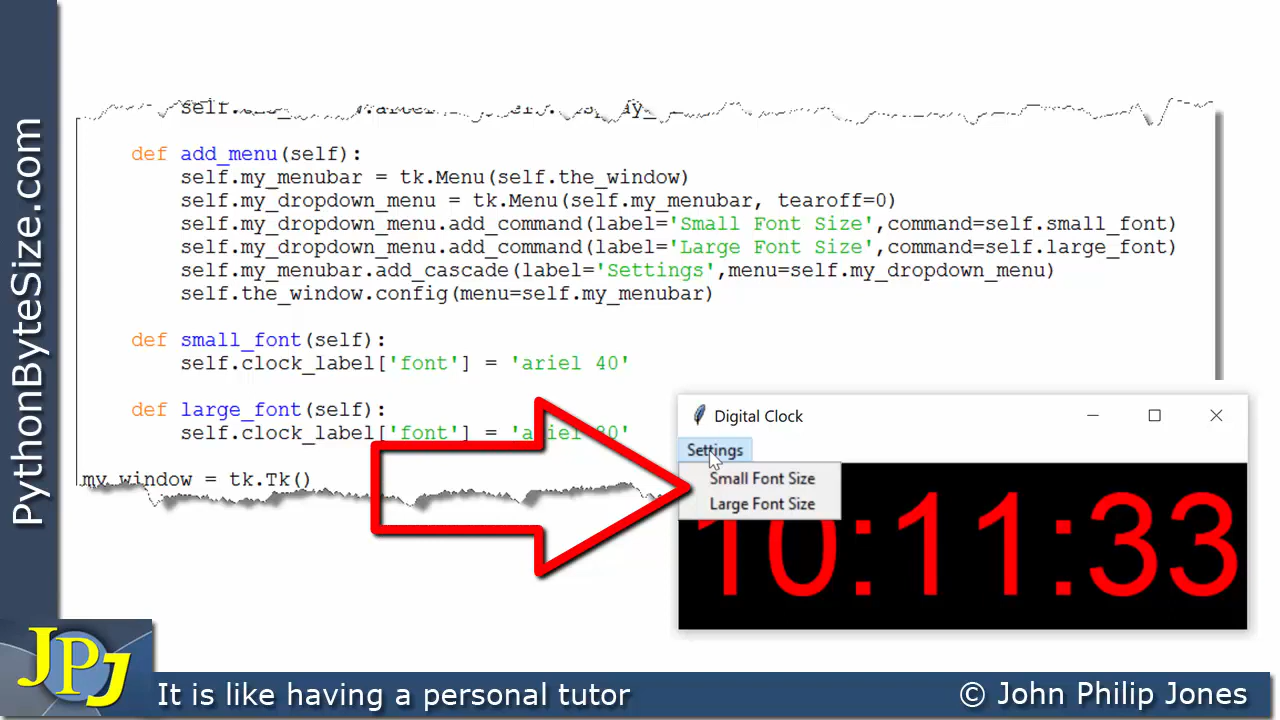 PythonByteSize.com
def add_menu(self):
self.my_menubar = tk.Menu(self.the_window)
self.my_dropdown_menu = tk.Menu(self.my_menubar, tearoff=0)
self.my_dropdown_menu.add_command(label='Small Font Size',command=self.small_font)
self.my_dropdown_menu.add_command(label='Large Font Size',command=self.large_font)
self.my_menubar.add_cascade(label='Settings',menu=self.my_dropdown_menu)
self.the_window.config(menu=self.my_menubar)
def small_font(self):
self.clock_label['font'] = 'ariel 40'
def large_font(self):
self.clock_label['font'] = 'ariel 80'
my_window = tk.Tk()
Digital Clock
Settings
Small Font Size
Large Font Size
10:11:33
JPJ
It is like having a personal tutor
© John Philip Jones